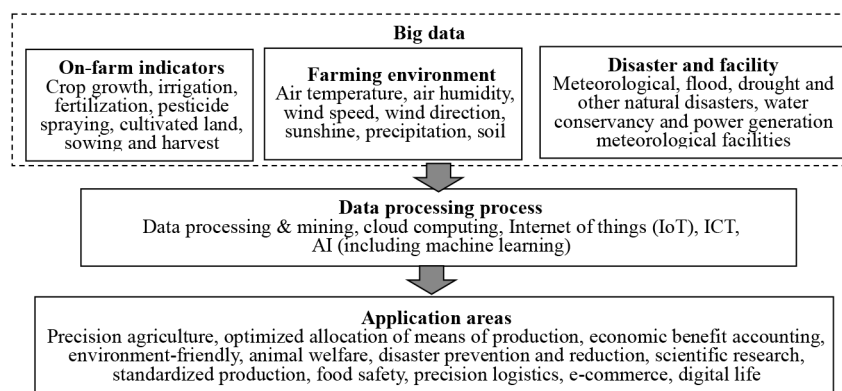 Big data
On-farm indicators
Crop growth, irrigation,
fertilization, pesticide
spraying, cultivated land,
sowing and harvest
Farming environment
Air temperature, air humidity,
wind speed, wind direction,
sunshine, precipitation, soil
Disaster and facility
Meteorological, flood, drought and
other natural disasters, water
conservancy and power generation
meteorological facilities
Data processing process
Data processing & mining, cloud computing, Internet of things (IoT), ICT,
AI (including machine learning)
Application areas
Precision agriculture, optimized allocation of means of production, economic benefit accounting,
environment-friendly, animal welfare, disaster prevention and reduction, scientific research,
standardized production, food safety, precision logistics, e-commerce, digital life